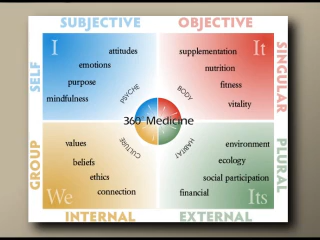 SUBJECTIVE OBJECTIVE
I attitudes supplementation It
emotions nutrition
purpose fitness
mindfulness vitality
SELF SINGULAR
PSYCHE BODY
360 Medicine
CULTURE HABITAT
GROUP PLURAL
values environment
beliefs ecology
ethics social participation
connection financial
We Its
INTERNAL EXTERNAL